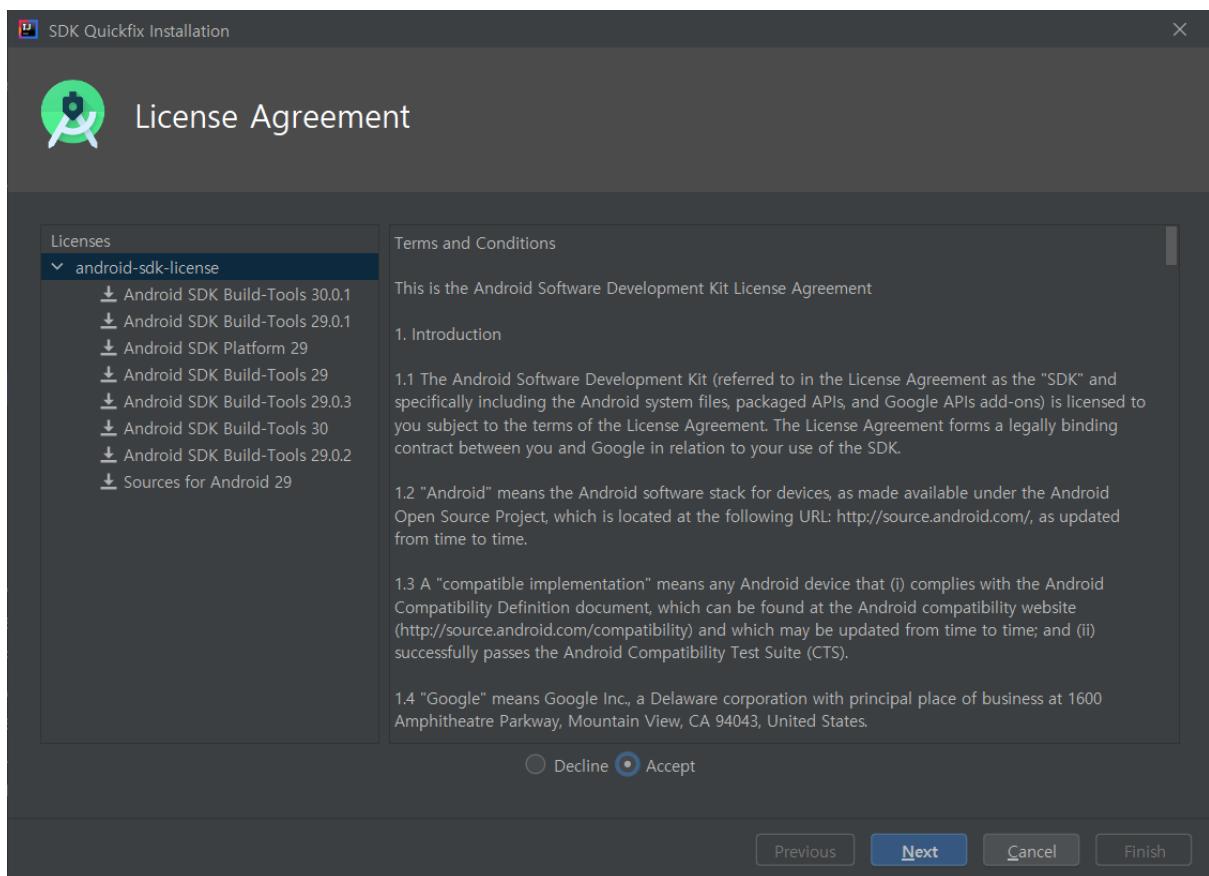 SDK Quickfix Installation
License Agreement
Licenses
android-sdk-license
Android SDK Build-Tools 30.0.1
Android SDK Build-Tools 29.0.1
Android SDK Platform 29
Android SDK Build-Tools 29
Android SDK Build-Tools 29.0.3
Android SDK Build-Tools 30
Android SDK Build-Tools 29.0.2
Sources for Android 29
Terms and Conditions
This is the Android Software Development Kit License Agreement
1. Introduction
1.1 The Android Software Development Kit (referred to in the License Agreement as the "SDK" and
specifically including the Android system files, packaged APIs, and Google APIs add-ons) is licensed to
you subject to the terms of the License Agreement. The License Agreement forms a legally binding
contract between you and Google in relation to your use of the SDK.
1.2 "Android" means the Android software stack for devices, as made available under the Android
Open Source Project, which is located at the following URL: http://source.android.com/, as updated
from time to time.
1.3 A "compatible implementation" means any Android device that (i) complies with the Android
Compatibility Definition document, which can be found at the Android compatibility website
(http://source.android.com/compatibility) and which may be updated from time to time; and (ii)
successfully passes the Android Compatibility Test Suite (CTS).
1.4 "Google" means Google Inc., a Delaware corporation with principal place of business at 1600
Amphitheatre Parkway, Mountain View, CA 94043, United States.
Decline Accept
Previous Next Cancel Finish